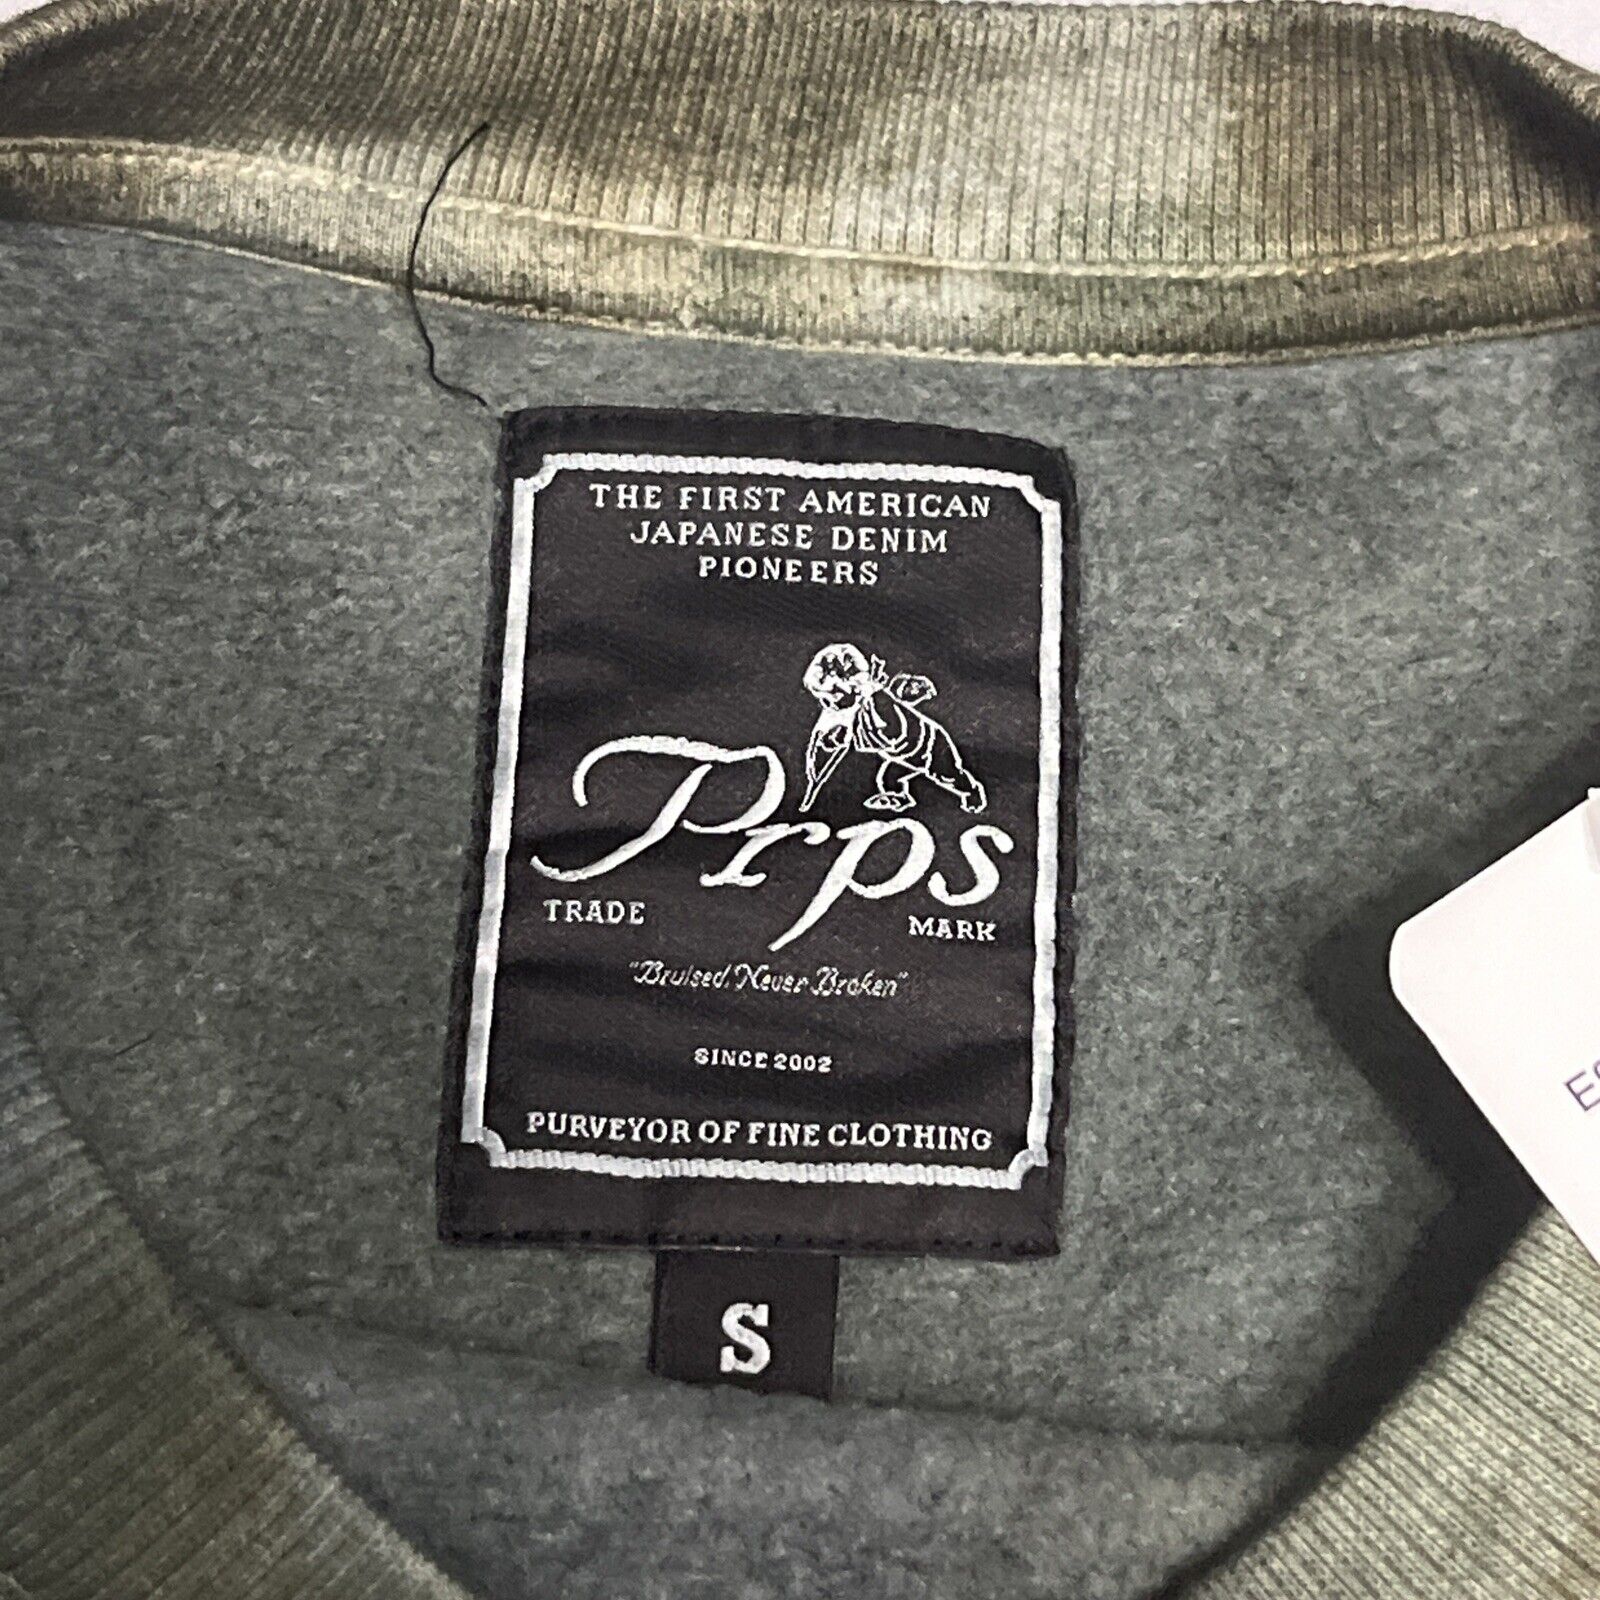 THE FIRST AMERICAN
JAPANESE DENIM
PIONEERS
Prps
TRADE MARK
"Bruised, Never Broken"
SINCE 2002
PURVEYOR OF FINE CLOTHING
S